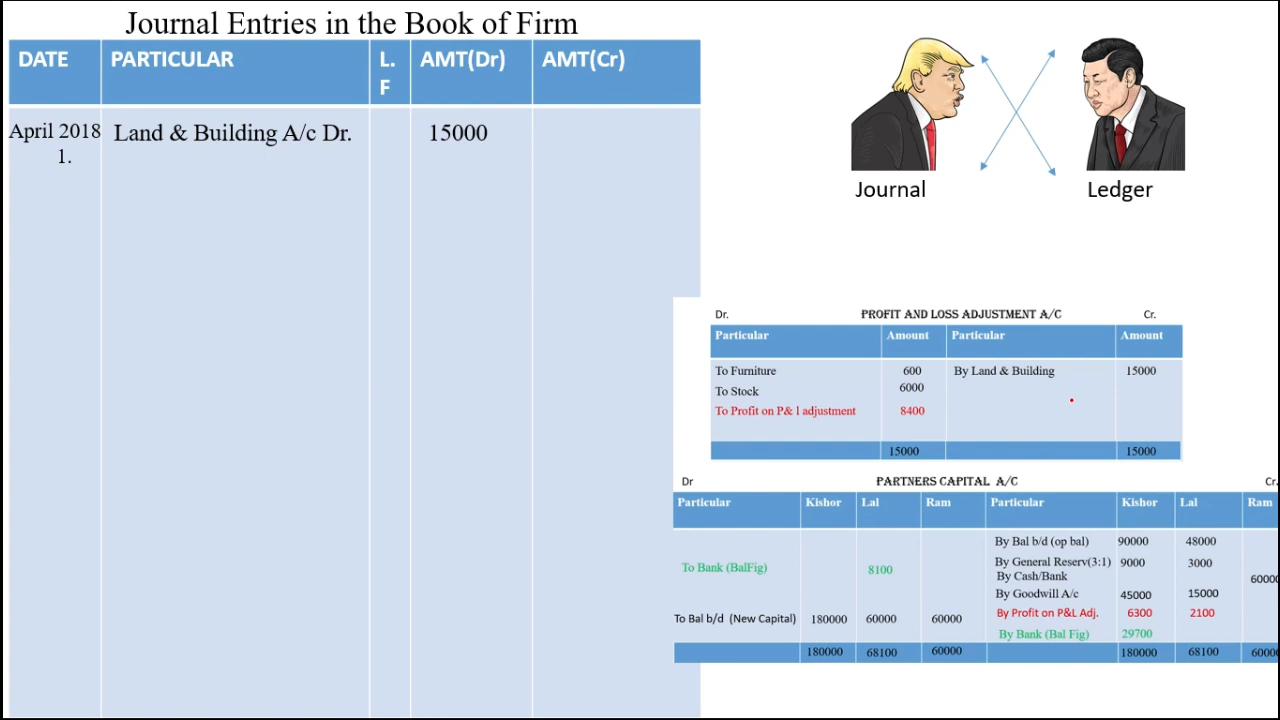 Journal Entries in the Book of Firm
DATE PARTICULAR L. F AMT(Dr) AMT(Cr)
April 2018 Land & Building A/c Dr. 15000
1.
Journal Ledger
Dr. PROFIT AND LOSS ADJUSTMENT A/C Cr.
Particular Amount Particular Amount
To Furniture 600 By Land & Building 15000
To Stock 6000
To Profit on P& l adjustment 8400
15000 15000
Dr PARTNERS CAPITAL A/C Cr.
Particular Kishor Lal Ram Particular Kishor Lal Ram
By Bal b/d (op bal) 90000 48000
To Bank (BalFig) 8100 By General Reserv(3:1) 9000 3000
By Cash/Bank 60000
By Goodwill A/c 45000 15000
To Bal b/d (New Capital) 180000 60000 60000 By Profit on P&L Adj. 6300 2100
By Bank (Bal Fig) 29700
180000 68100 60000 180000 68100 60000